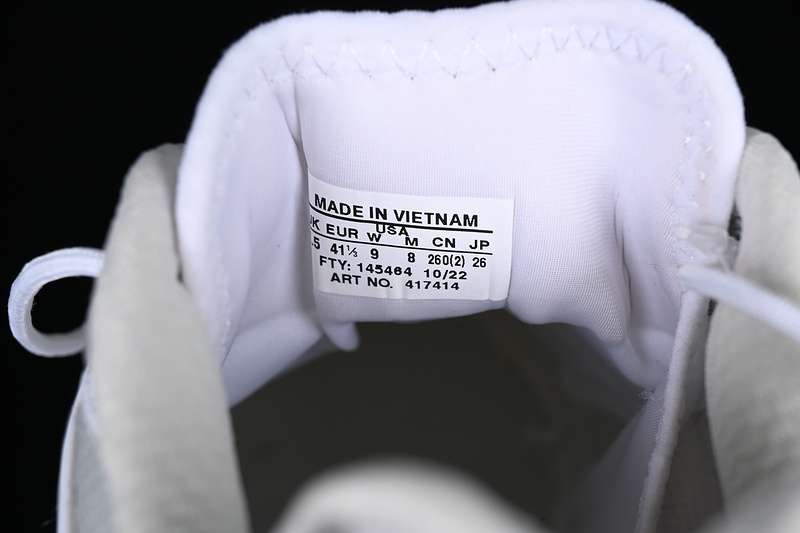 MADE IN VIETNAM
USA
EUR W M CN JP
.5 41⅓ 9 8 260(2) 26
FTY: 145464 10/22
ART NO. 417414